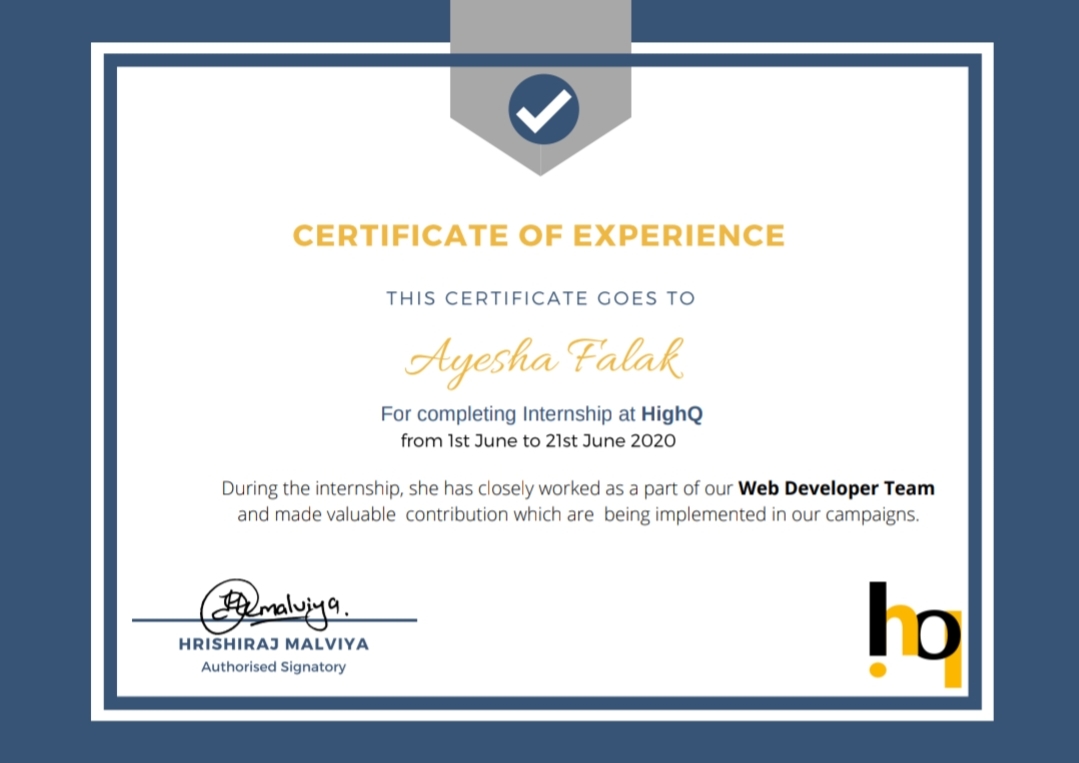 CERTIFICATE OF EXPERIENCE
THIS CERTIFICATE GOES TO
Ayesha Falak
For completing Internship at HighQ
from 1st June to 21st June 2020
During the internship, she has closely worked as a part of our Web Developer Team
and made valuable contribution which are being implemented in our campaigns.
malviya.
HRISHIRAJ MALVIYA
Authorised Signatory
hq